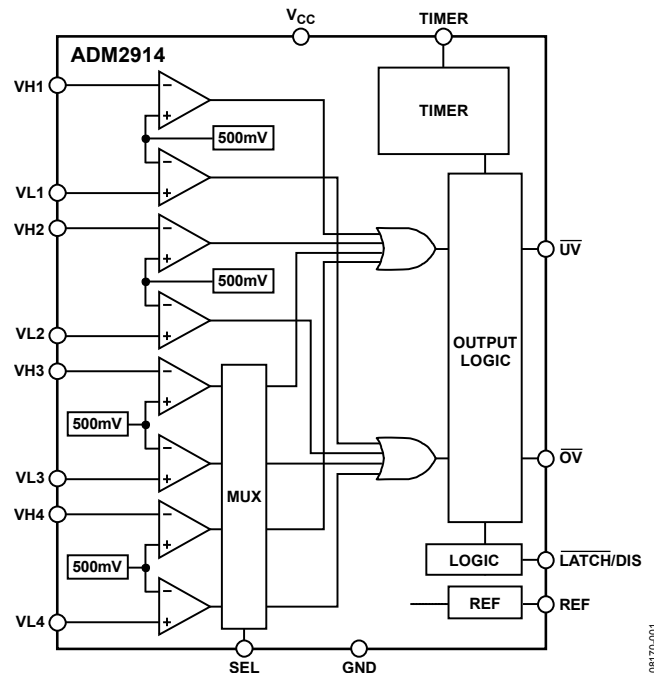 VCC
TIMER
ADM2914
VH1
−
+
TIMER
500mV
−
+
VL1
VH2
−
+
UV
500mV
−
+
VL2
OUTPUT
LOGIC
VH3
−
+
500mV
−
+
OV
VL3
MUX
VH4
−
+
LOGIC
LATCH/DIS
500mV
−
+
REF
REF
VL4
SEL
GND
08170-001